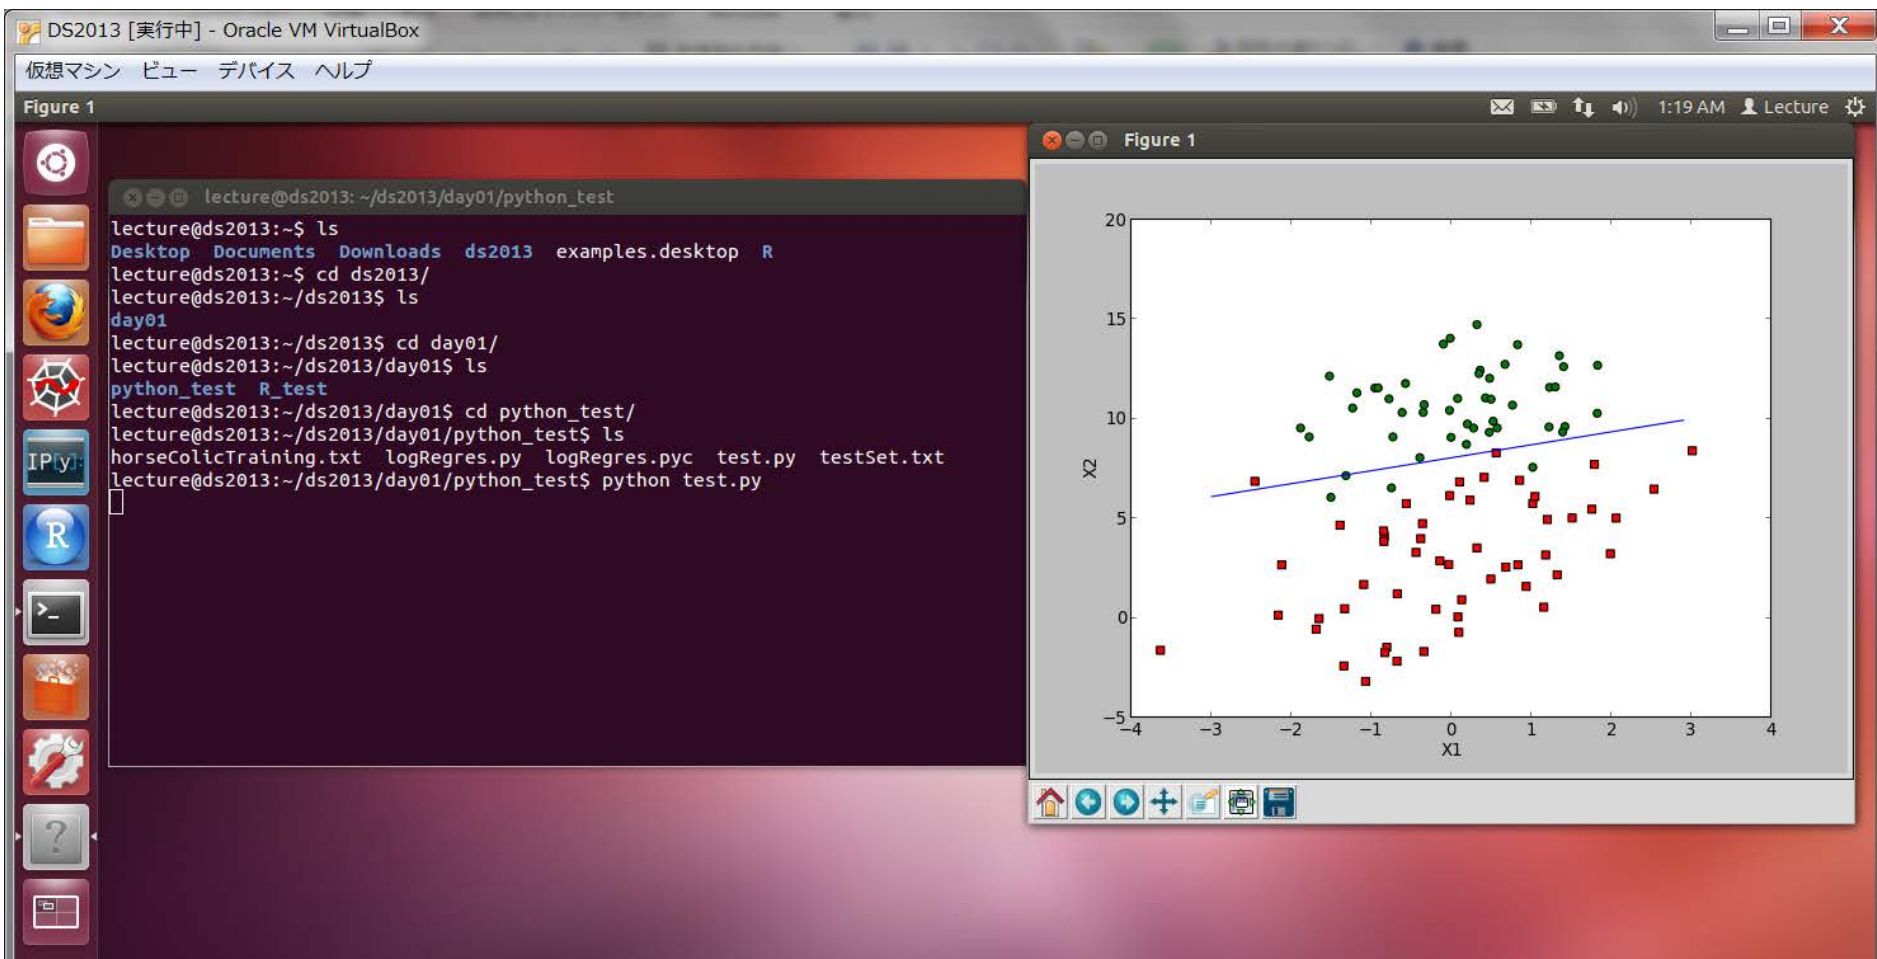 DS2013 [実行中] - Oracle VM VirtualBox
仮想マシン ビュー デバイス ヘルプ
Figure 1
1:19 AM Lecture
lecture@ds2013: ~/ds2013/day01/python_test
lecture@ds2013:~$ ls
Desktop Documents Downloads ds2013 examples.desktop R
lecture@ds2013:~$ cd ds2013/
lecture@ds2013:~/ds2013$ ls
day01
lecture@ds2013:~/ds2013$ cd day01/
lecture@ds2013:~/ds2013/day01$ ls
python_test R_test
lecture@ds2013:~/ds2013/day01$ cd python_test/
lecture@ds2013:~/ds2013/day01/python_test$ ls
horseColicTraining.txt logRegres.py logRegres.pyc test.py testSet.txt
lecture@ds2013:~/ds2013/day01/python_test$ python test.py
IP[y]:
R
>_
?
Figure 1
20
15
10
5
0
−5
X2
−4 −3 −2 −1 0 1 2 3 4
X1